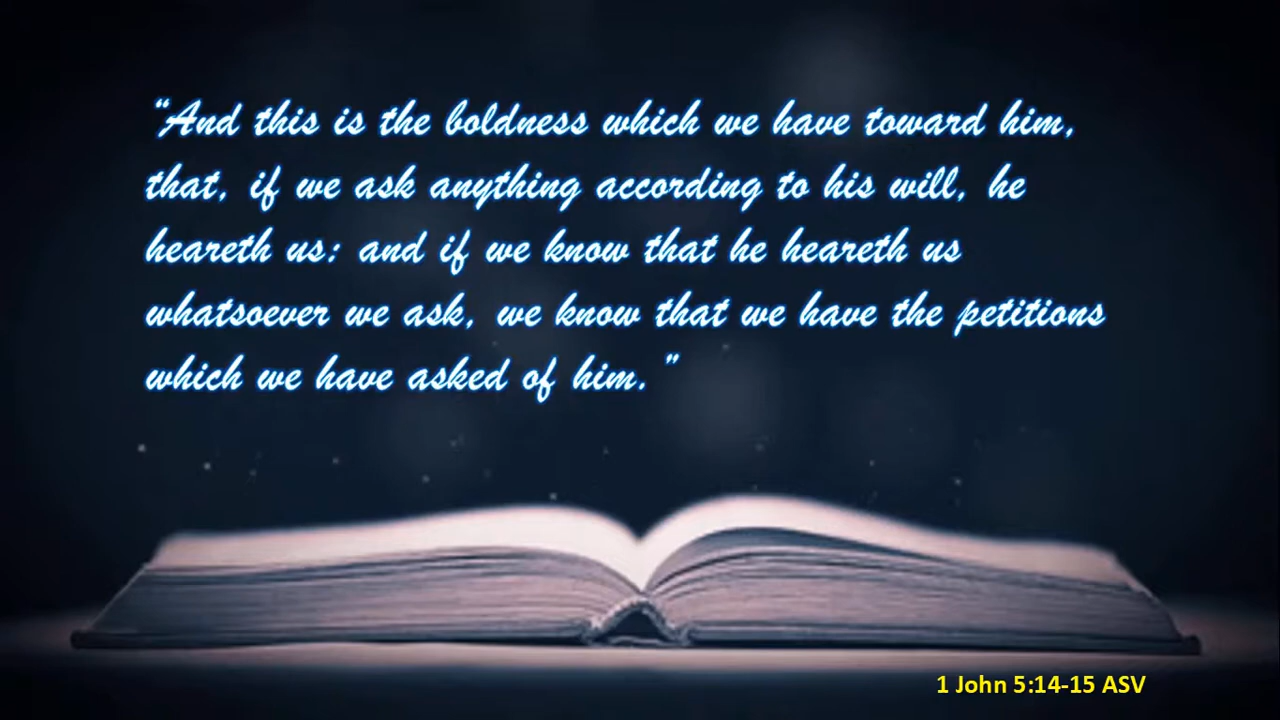 “And this is the boldness which we have toward him,
that, if we ask anything according to his will, he
heareth us; and if we know that he heareth us
whatsoever we ask, we know that we have the petitions
which we have asked of him. ”
1 John 5:14-15 ASV